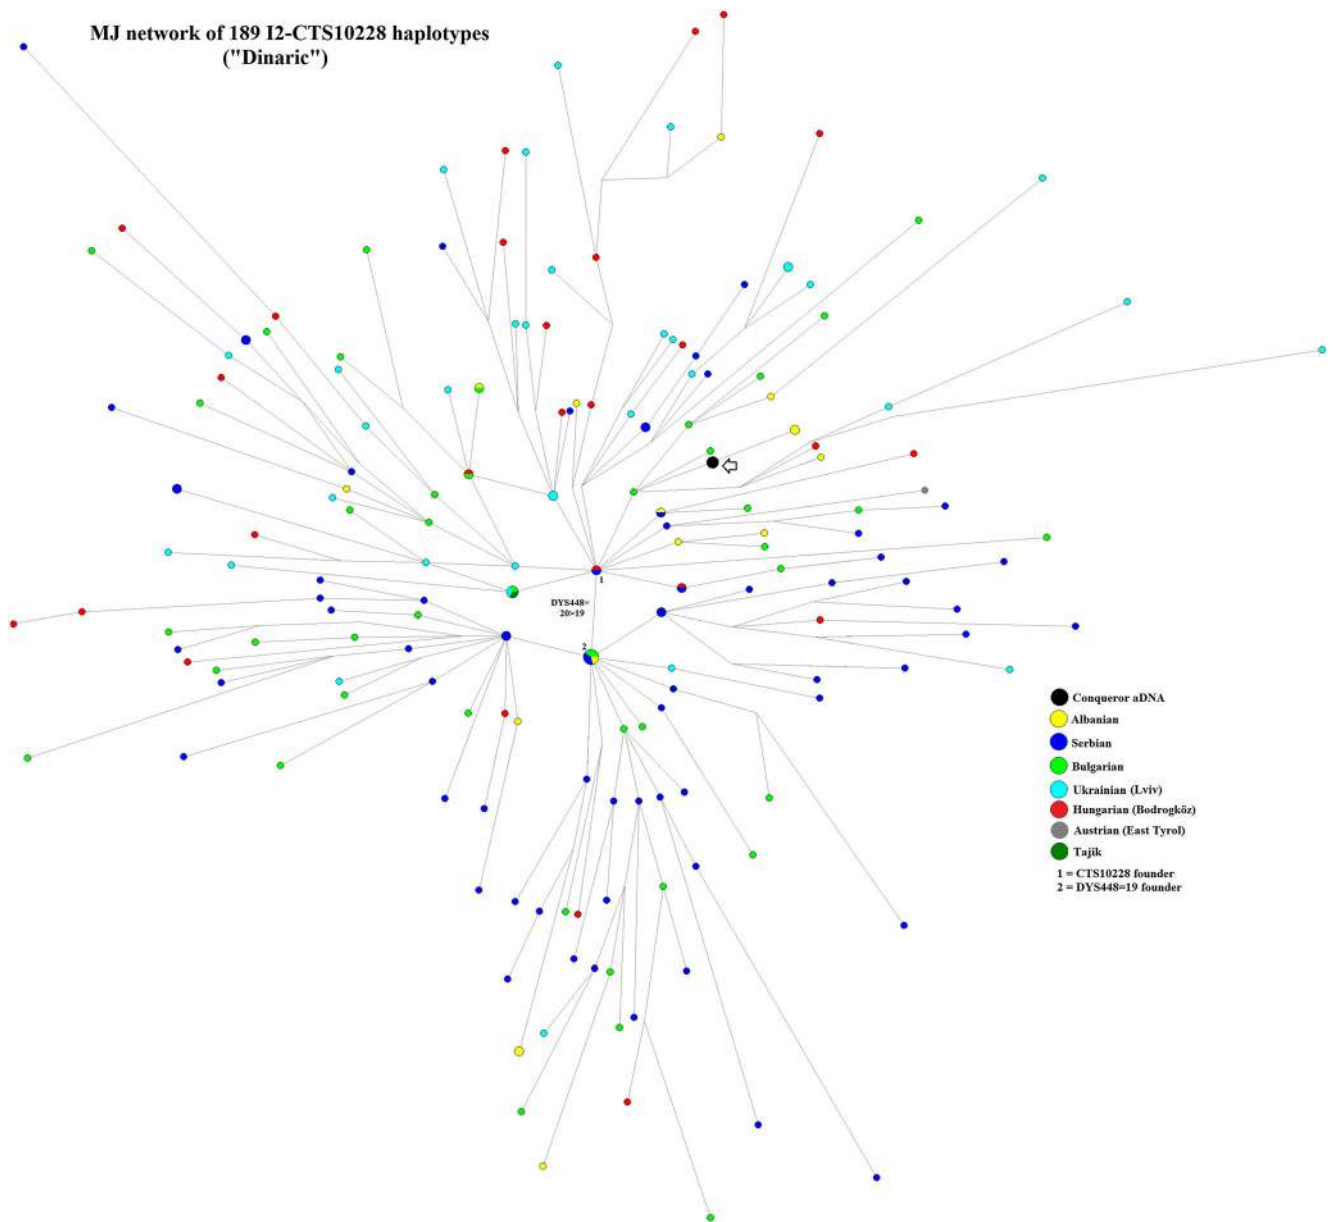 MJ network of 189 I2-CTS10228 haplotypes
("Dinaric")
1
DYS448=
20>19
2
Conqueror aDNA
Albanian
Serbian
Bulgarian
Ukrainian (Lviv)
Hungarian (Bodrogköz)
Austrian (East Tyrol)
Tajik
1 = CTS10228 founder
2 = DYS448=19 founder